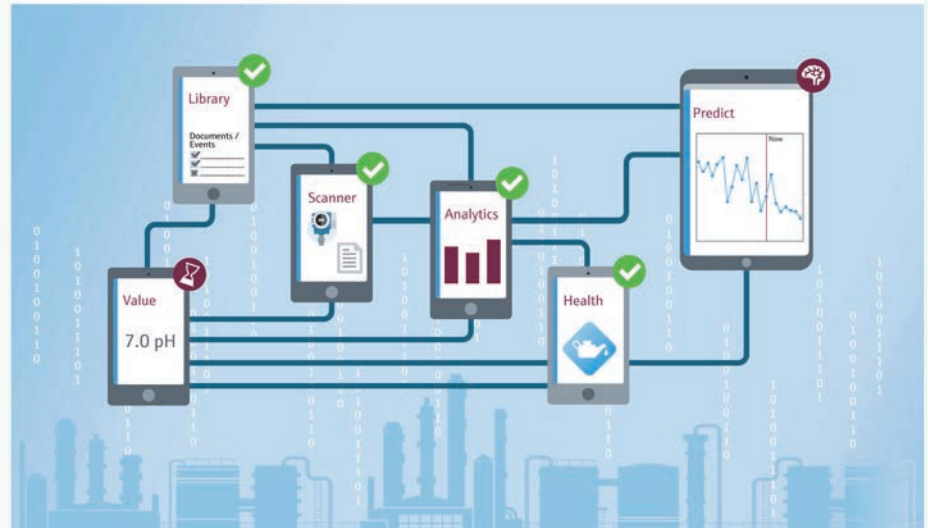 Library
Documents /
Events
Scanner
Analytics
Predict
Now
Value
7.0 pH
Health